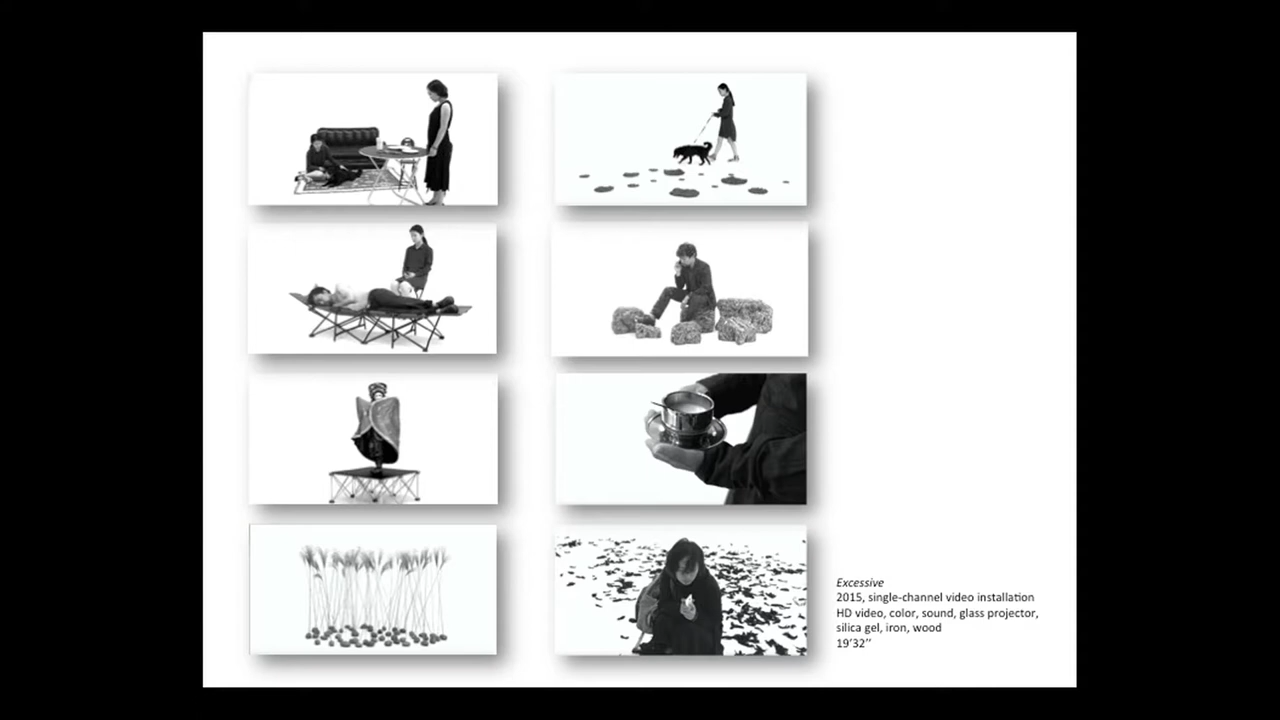 Excessive
2015, single-channel video installation
HD video, color, sound, glass projector,
silica gel, iron, wood
19’32’’